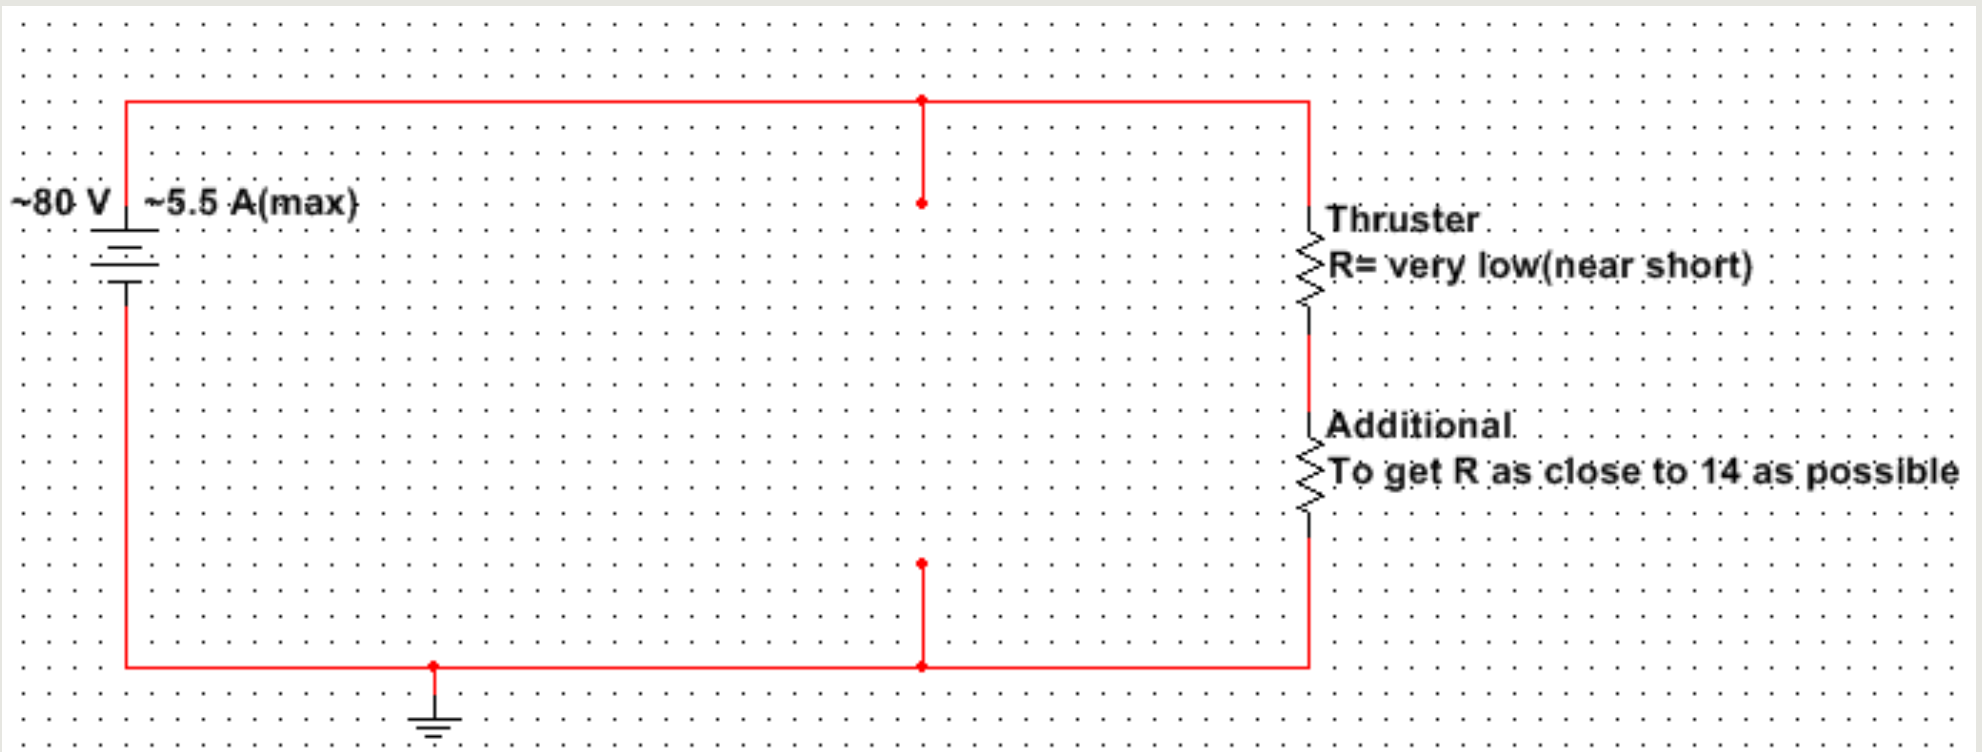 ~80 V
~5.5 A(max)
Thruster
R= very low(near short)
Additional
To get R as close to 14 as possible